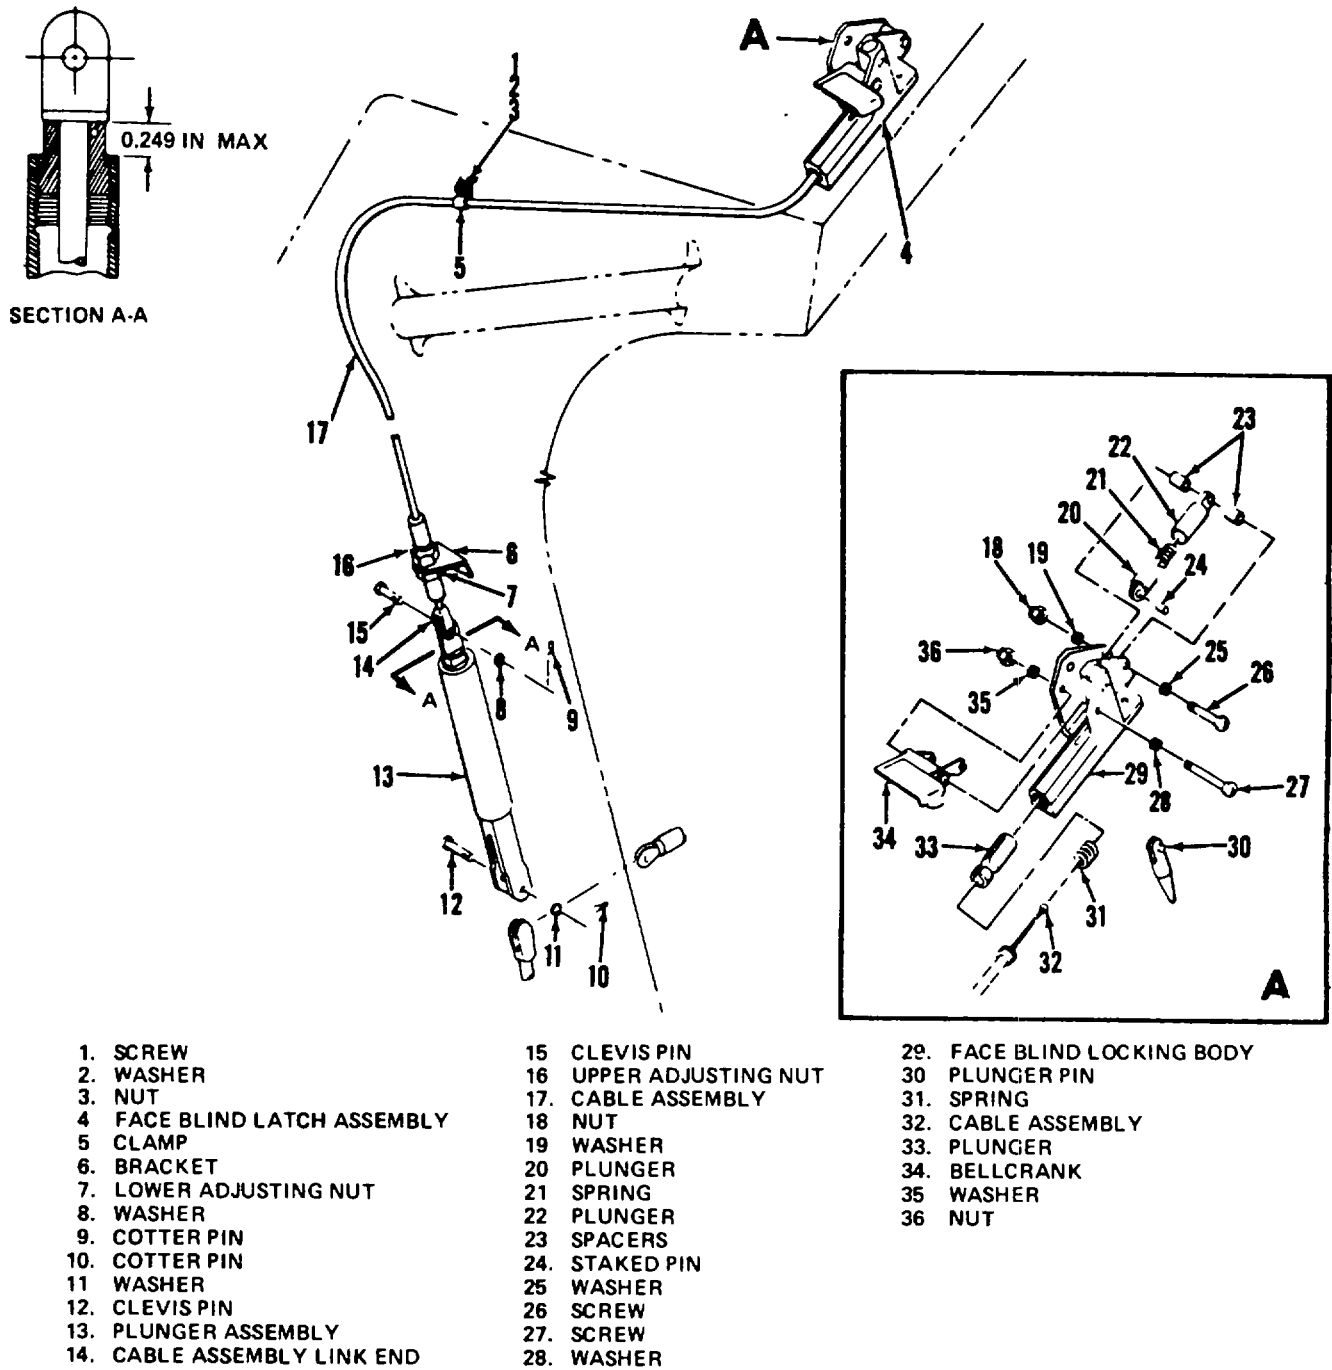 A
1
2
3
0.249 IN MAX
5
4
SECTION A-A
17
16
6
7
15
14
A
A
8
9
13
12
11
10
23
22
21
20
24
18
19
36
35
25
26
29
28
27
34
33
30
31
32
A
1. SCREW
2. WASHER
3. NUT
4 FACE BLIND LATCH ASSEMBLY
5 CLAMP
6. BRACKET
7. LOWER ADJUSTING NUT
8. WASHER
9. COTTER PIN
10. COTTER PIN
11 WASHER
12. CLEVIS PIN
13. PLUNGER ASSEMBLY
14. CABLE ASSEMBLY LINK END
15 CLEVIS PIN
16 UPPER ADJUSTING NUT
17. CABLE ASSEMBLY
18 NUT
19 WASHER
20 PLUNGER
21 SPRING
22 PLUNGER
23 SPACERS
24. STAKED PIN
25 WASHER
26 SCREW
27. SCREW
28. WASHER
29. FACE BLIND LOCKING BODY
30 PLUNGER PIN
31. SPRING
32. CABLE ASSEMBLY
33. PLUNGER
34. BELLCRANK
35 WASHER
36 NUT